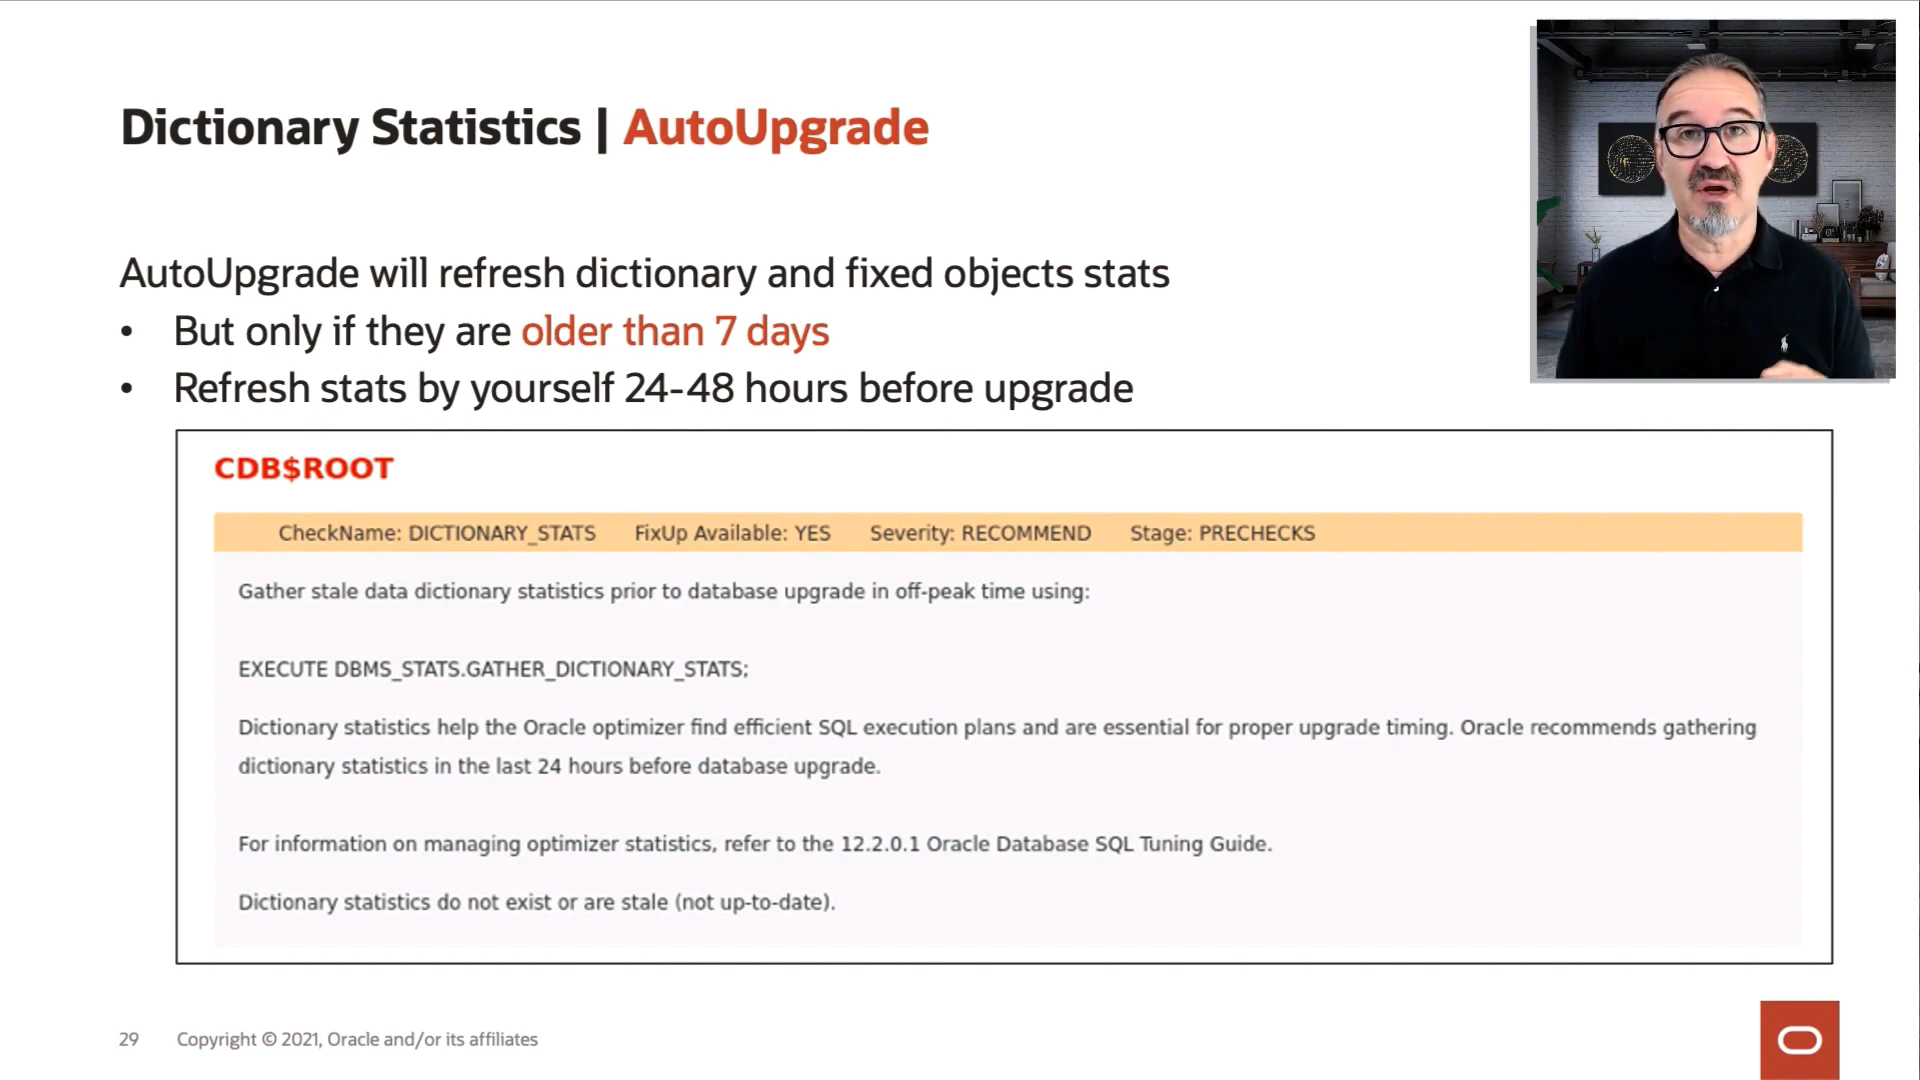 Dictionary Statistics | AutoUpgrade
AutoUpgrade will refresh dictionary and fixed objects stats
• But only if they are older than 7 days
• Refresh stats by yourself 24-48 hours before upgrade
CDB$ROOT
CheckName: DICTIONARY_STATS FixUp Available: YES Severity: RECOMMEND Stage: PRECHECKS
Gather stale data dictionary statistics prior to database upgrade in off-peak time using:
EXECUTE DBMS_STATS.GATHER_DICTIONARY_STATS;
Dictionary statistics help the Oracle optimizer find efficient SQL execution plans and are essential for proper upgrade timing. Oracle recommends gathering
dictionary statistics in the last 24 hours before database upgrade.
For information on managing optimizer statistics, refer to the 12.2.0.1 Oracle Database SQL Tuning Guide.
Dictionary statistics do not exist or are stale (not up-to-date).
29 Copyright © 2021, Oracle and/or its affiliates